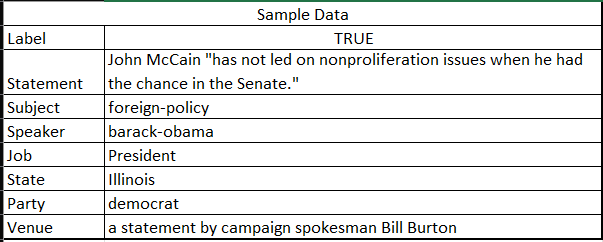 Sample Data
Label TRUE
John McCain "has not led on nonproliferation issues when he had
Statement the chance in the Senate."
Subject foreign-policy
Speaker barack-obama
Job President
State Illinois
Party democrat
Venue a statement by campaign spokesman Bill Burton